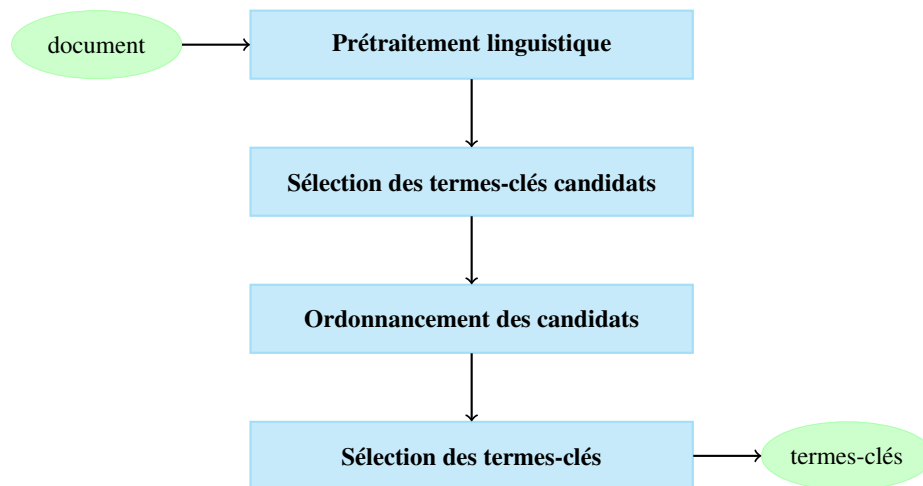 document
Prétraitement linguistique
Sélection des termes-clés candidats
Ordonnancement des candidats
Sélection des termes-clés
termes-clés